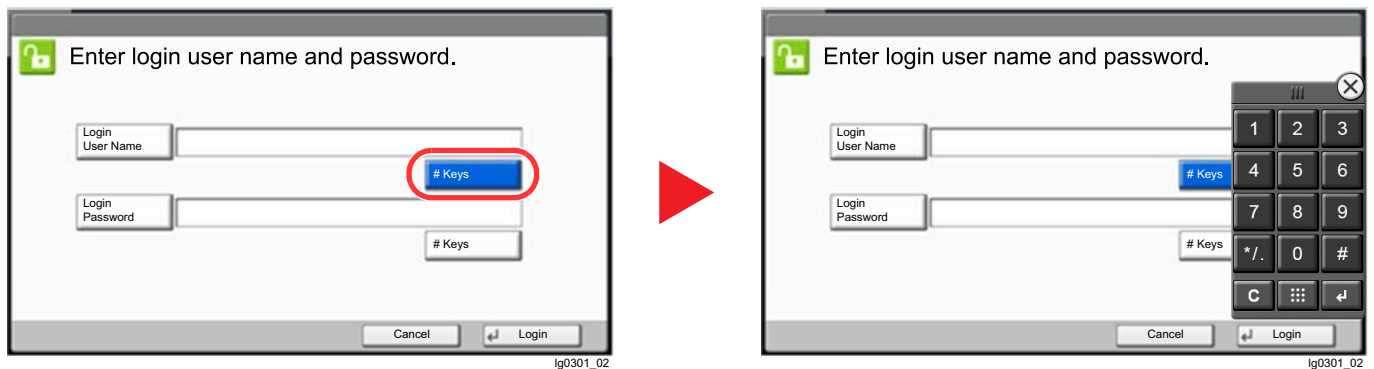 Enter login user name and password.
Login
User Name
# Keys
Login
Password
# Keys
Cancel
Login
lg0301_02
Enter login user name and password.
Login
User Name
# Keys
Login
Password
# Keys
1 2 3
4 5 6
7 8 9
*/. 0 #
C
Cancel
Login
lg0301_02